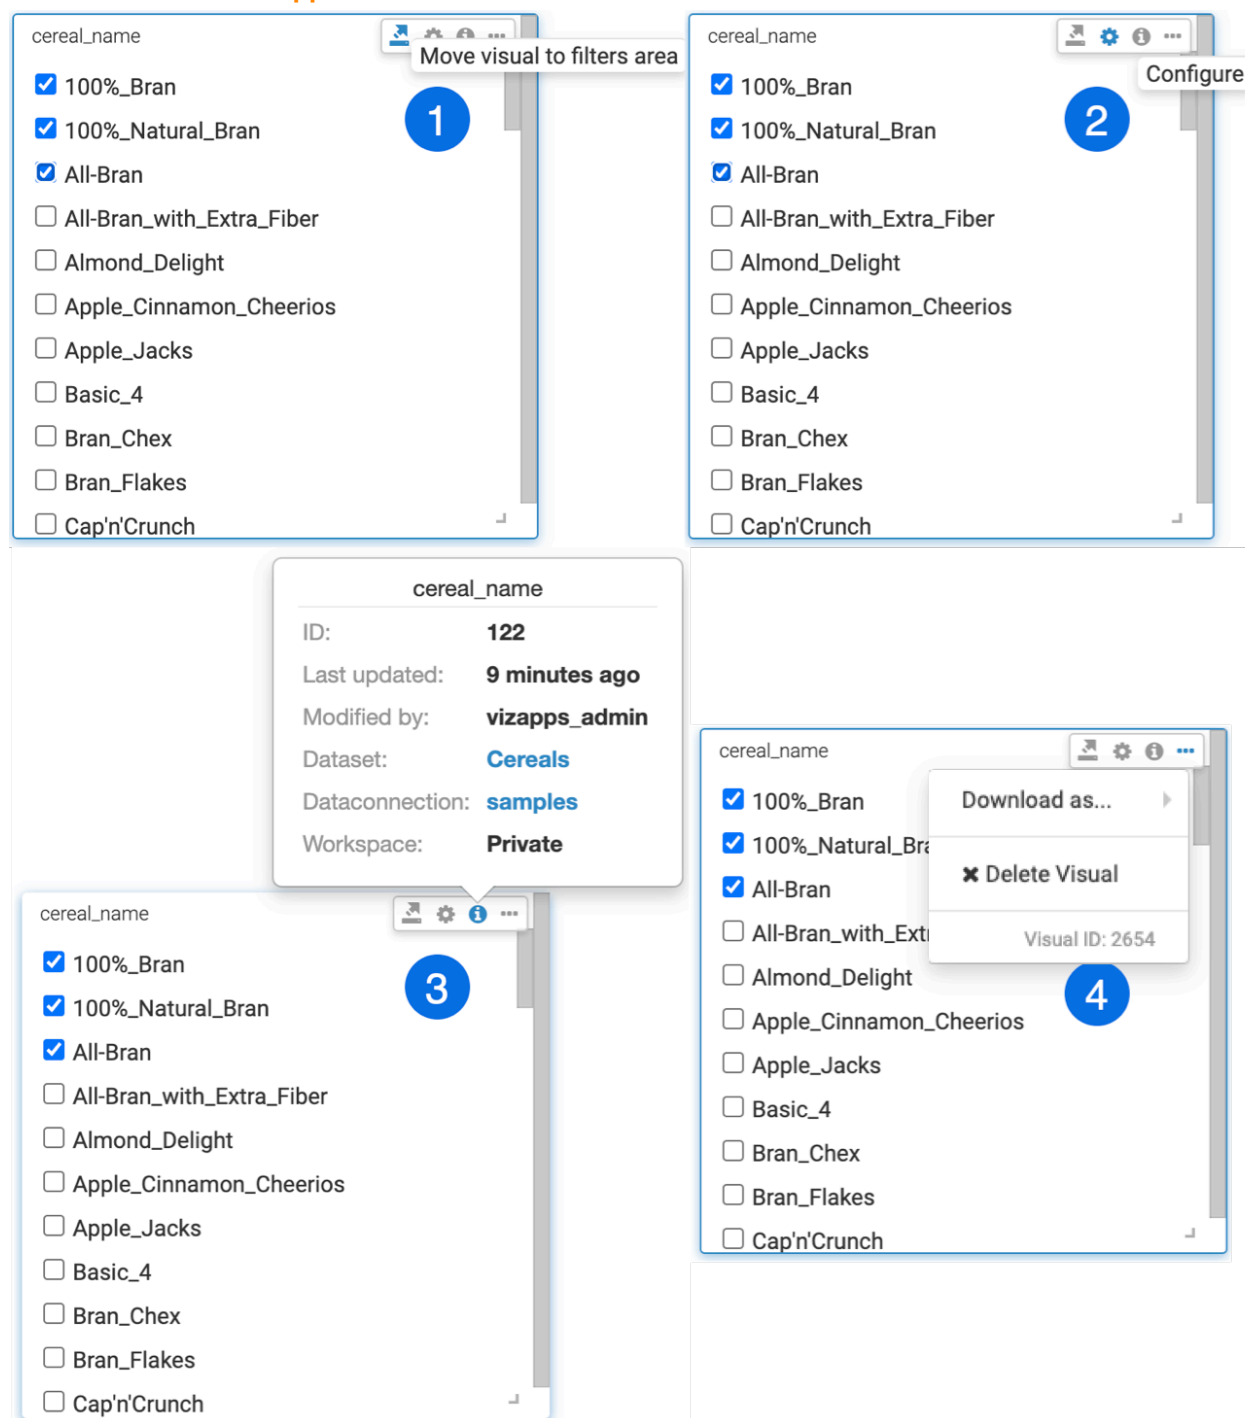 cereal_name
Move visual to filters area
100%_Bran
1
100%_Natural_Bran
All-Bran
All-Bran_with_Extra_Fiber
Almond_Delight
Apple_Cinnamon_Cheerios
Apple_Jacks
Basic_4
Bran_Chex
Bran_Flakes
Cap'n'Crunch
cereal_name
Configure
100%_Bran
2
100%_Natural_Bran
All-Bran
All-Bran_with_Extra_Fiber
Almond_Delight
Apple_Cinnamon_Cheerios
Apple_Jacks
Basic_4
Bran_Chex
Bran_Flakes
Cap'n'Crunch
cereal_name
ID: 122
Last updated: 9 minutes ago
Modified by: vizapps_admin
Dataset: Cereals
Dataconnection: samples
Workspace: Private
cereal_name
100%_Bran
3
100%_Natural_Bran
All-Bran
All-Bran_with_Extra_Fiber
Almond_Delight
Apple_Cinnamon_Cheerios
Apple_Jacks
Basic_4
Bran_Chex
Bran_Flakes
Cap'n'Crunch
cereal_name
Download as...
Delete Visual
Visual ID: 2654
100%_Bran
100%_Natural_Bra
All-Bran
All-Bran_with_Extr
4
Almond_Delight
Apple_Cinnamon_Cheerios
Apple_Jacks
Basic_4
Bran_Chex
Bran_Flakes
Cap'n'Crunch